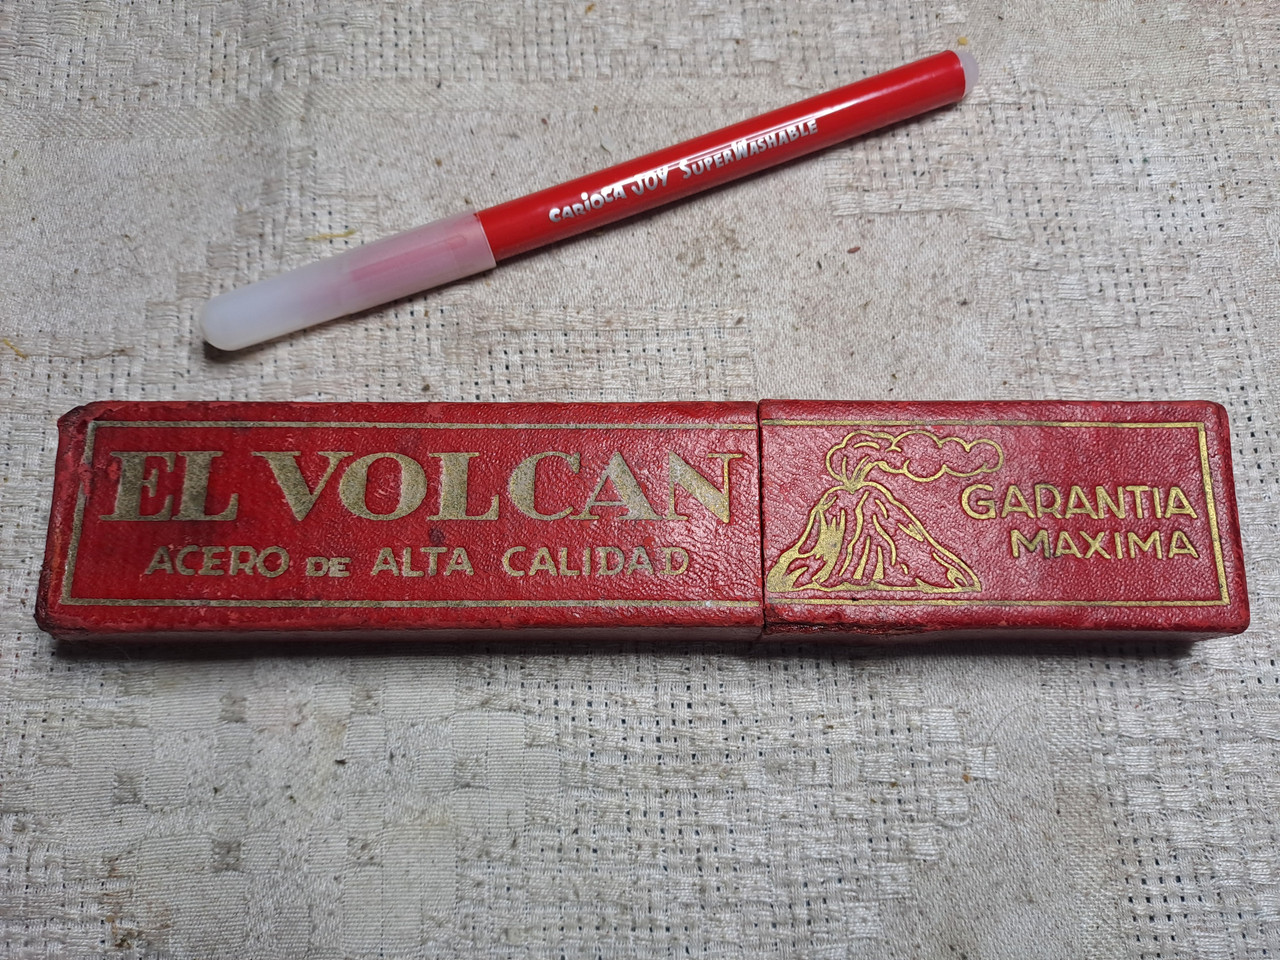 CARiOCA JOY SUPERWASHABLE
EL VOLCAN
ACERO DE ALTA CALIDAD
GARANTIA
MAXIMA